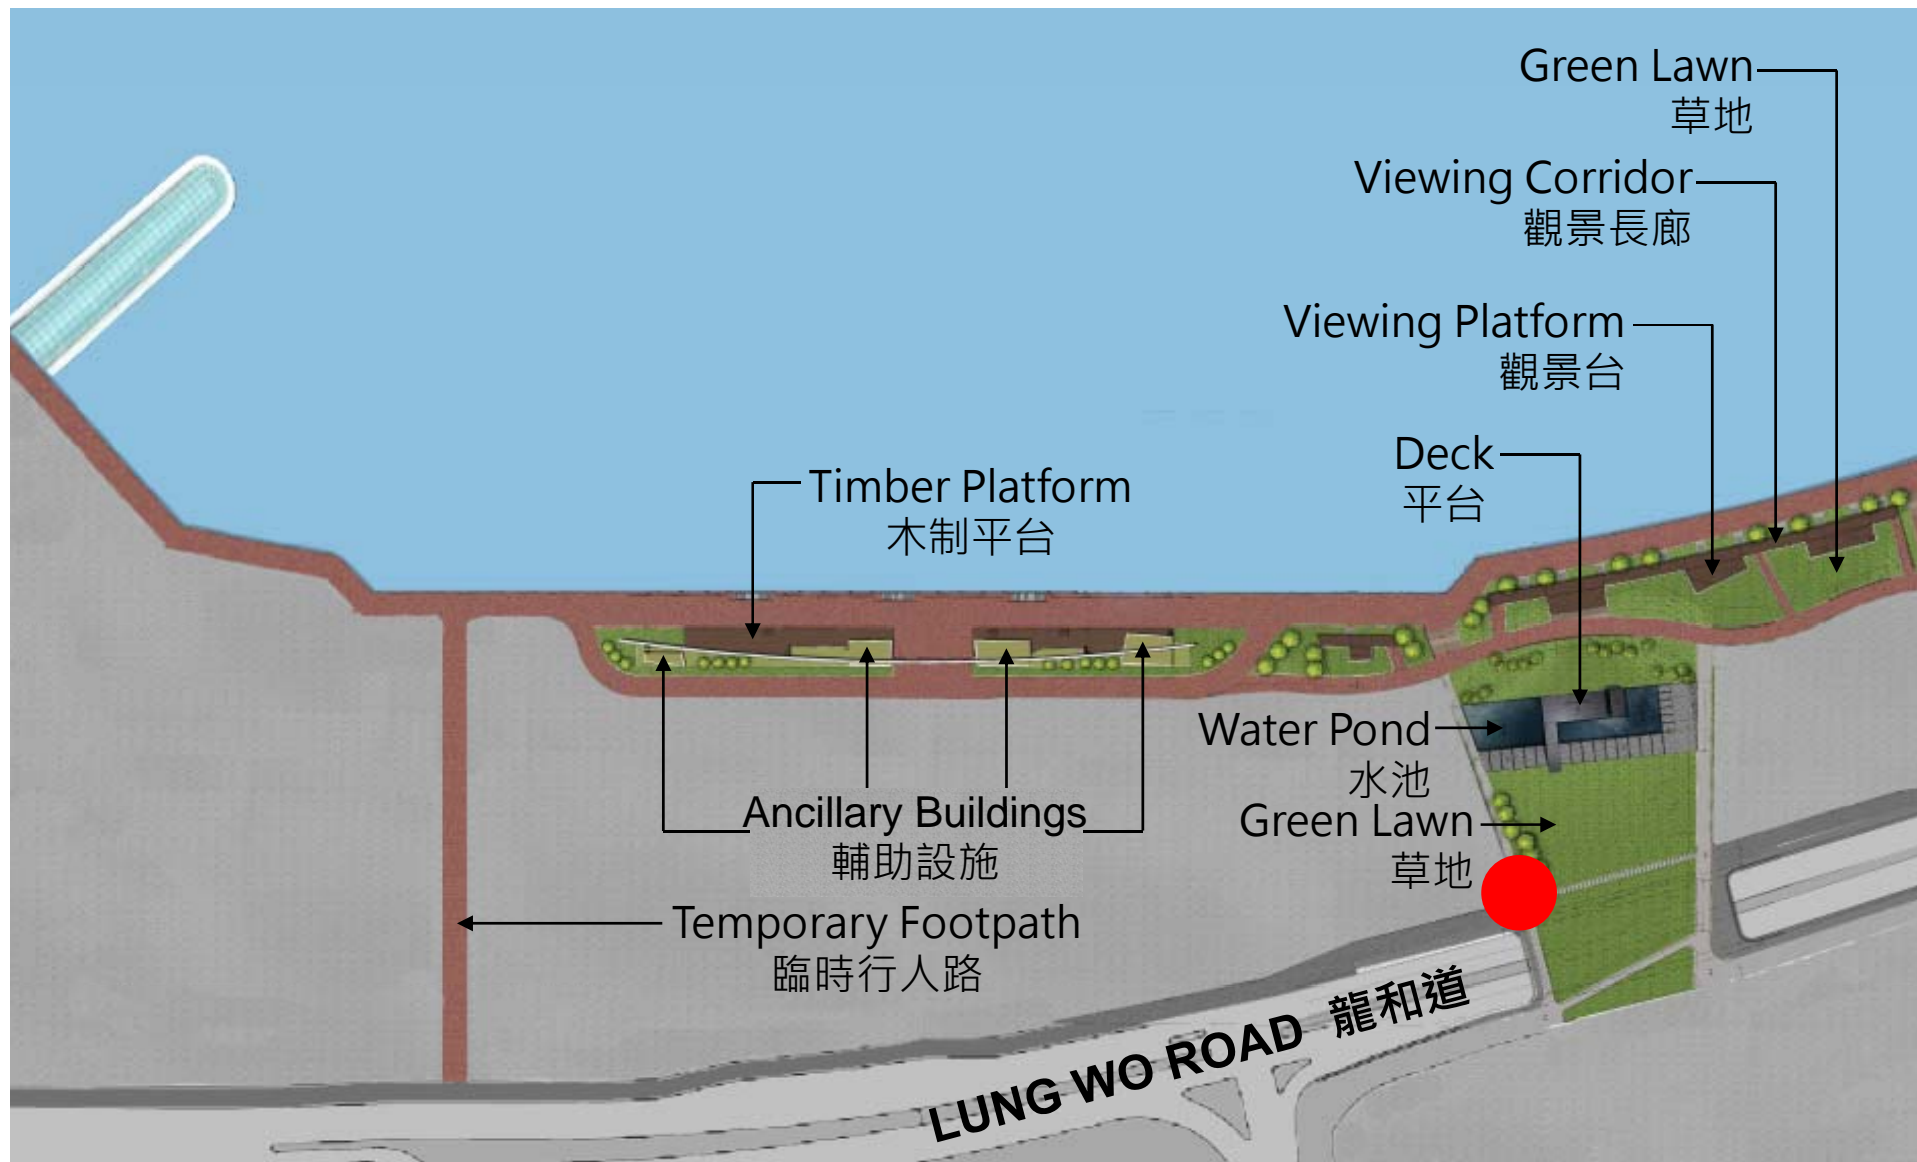 Green Lawn
草地
Viewing Corridor
觀景長廊
Viewing Platform
觀景台
Deck
平台
Timber Platform
木制平台
Water Pond
水池
Ancillary Buildings
輔助設施
Green Lawn
草地
Temporary Footpath
臨時行人路
LUNG WO ROAD 龍和道